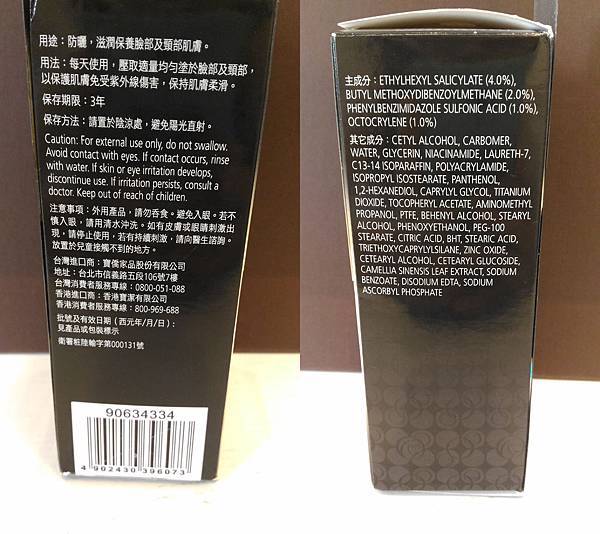 用途：防曬，滋潤保養臉部及頸部肌膚。
用法：每天使用，壓取適量均勻塗於臉部及頸部，
以保護肌膚免受紫外線傷害，保持肌膚柔滑。
保存期限：3年
保存方法：請置於陰涼處，避免陽光直射。
Caution: For external use only, do not swallow.
Avoid contact with eyes. If contact occurs, rinse
with water. If skin or eye irritation develops,
discontinue use. If irritation persists, consult a
doctor. Keep out of reach of children.
注意事項：外用產品，請勿吞食。避免入眼。若不
慎入眼，請用清水沖洗。如有皮膚或眼睛刺激出
現，請停止使用，若有持續刺激，請向醫生諮詢。
放置於兒童接觸不到的地方。
台灣進口商：寶僑家品股份有限公司
地址：台北市信義路五段106號7樓
台灣消費者服務專線：0800-051-088
香港進口商：香港寶潔有限公司
香港消費者服務專線：800-969-688
批號及有效日期（西元年/月/日）：
見產品或包裝標示
衛署粧陸輸字第000131號
90634334
4 902430 396073
主成分：ETHYLHEXYL SALICYLATE (4.0%),
BUTYL METHOXYDIBENZOYLMETHANE (2.0%),
PHENYLBENZIMIDAZOLE SULFONIC ACID (1.0%),
OCTOCRYLENE (1.0%)
其它成分：CETYL ALCOHOL, CARBOMER,
WATER, GLYCERIN, NIACINAMIDE, LAURETH-7,
C13-14 ISOPARAFFIN, POLYACRYLAMIDE,
ISOPROPYL ISOSTEARATE, PANTHENOL,
1,2-HEXANEDIOL, CAPRYLYL GLYCOL, TITANIUM
DIOXIDE, TOCOPHERYL ACETATE, AMINOMETHYL
PROPANOL, PTFE, BEHENYL ALCOHOL, STEARYL
ALCOHOL, PHENOXYETHANOL, PEG-100
STEARATE, CITRIC ACID, BHT, STEARIC ACID,
TRIETHOXYCAPRYLYLSILANE, ZINC OXIDE,
CETEARYL ALCOHOL, CETEARYL GLUCOSIDE,
CAMELLIA SINENSIS LEAF EXTRACT, SODIUM
BENZOATE, DISODIUM EDTA, SODIUM
ASCORBYL PHOSPHATE